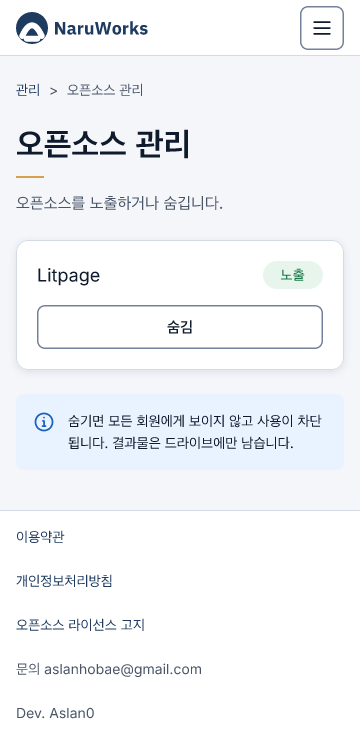 NaruWorks
관리 > 오픈소스 관리
오픈소스 관리
오픈소스를 노출하거나 숨깁니다.
Litpage 노출
숨김
숨기면 모든 회원에게 보이지 않고 사용이 차단
됩니다. 결과물은 드라이브에만 남습니다.
이용약관
개인정보처리방침
오픈소스 라이선스 고지
문의 aslanhobae@gmail.com
Dev. Aslan0